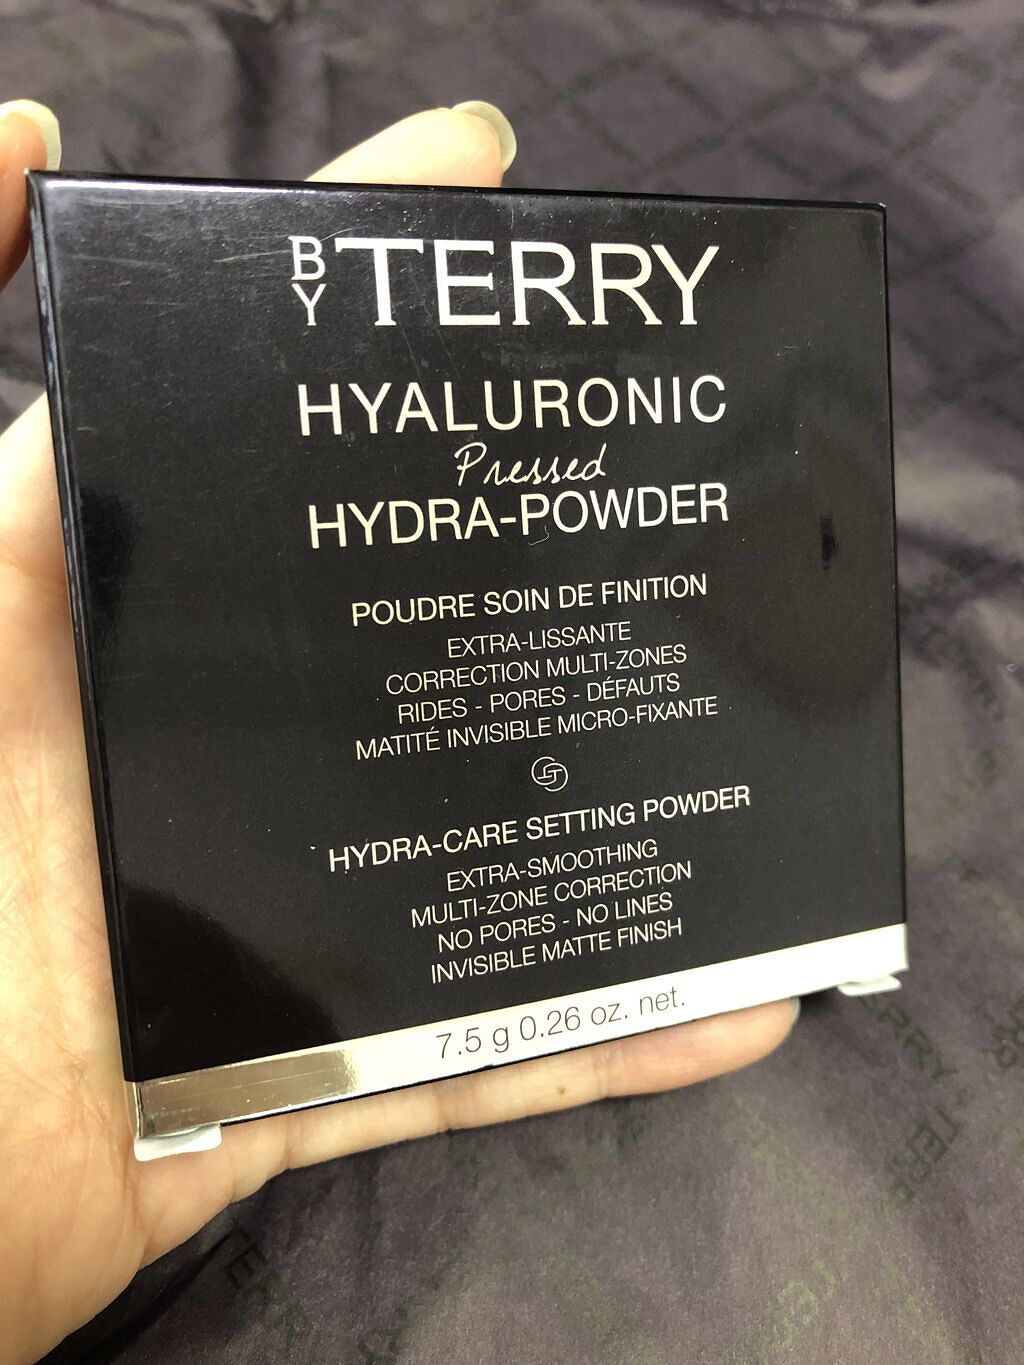 BY TERRY
HYALURONIC
Pressed
HYDRA-POWDER
POUDRE SOIN DE FINITION
EXTRA-LISSANTE
CORRECTION MULTI-ZONES
RIDES - PORES - DÉFAUTS
MATITÉ INVISIBLE MICRO-FIXANTE
HYDRA-CARE SETTING POWDER
EXTRA-SMOOTHING
MULTI-ZONE CORRECTION
NO PORES - NO LINES
INVISIBLE MATTE FINISH
7.5 g 0.26 oz. net.
TERRY